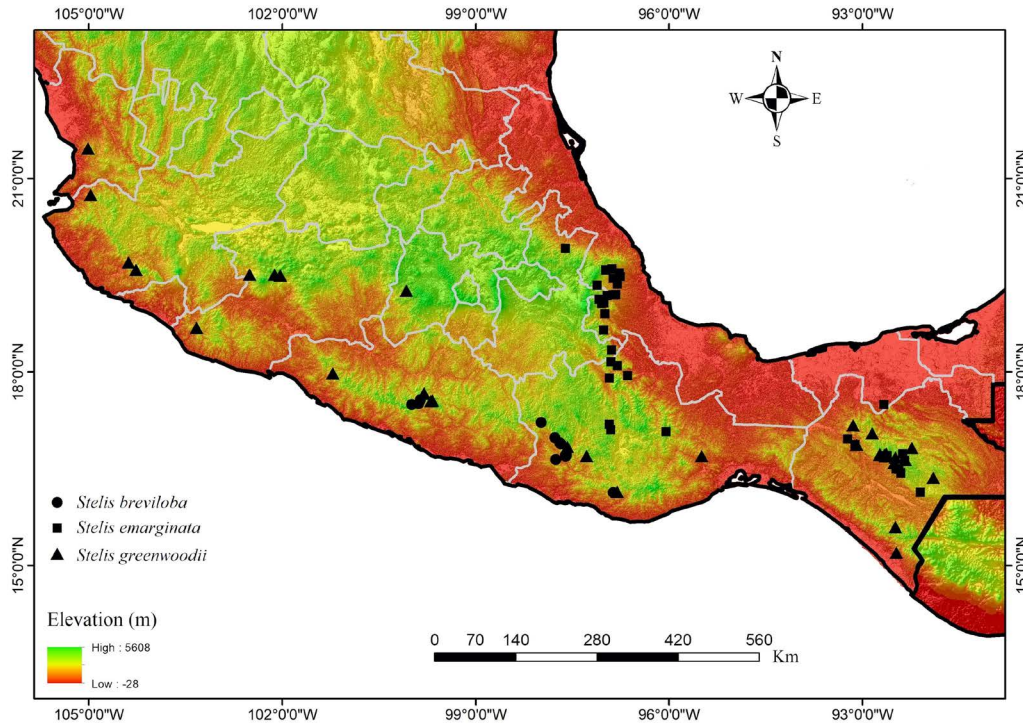 105°0'0"W 102°0'0"W 99°0'0"W 96°0'0"W 93°0'0"W
N
W E
S
21°0'0"N 21°0'0"N
18°0'0"N 18°0'0"N
15°0'0"N 15°0'0"N
Stelis breviloba
Stelis emarginata
Stelis greenwoodii
Elevation (m)
High : 5608
Low : -28
0 70 140 280 420 560
Km
105°0'0"W 102°0'0"W 99°0'0"W 96°0'0"W 93°0'0"W